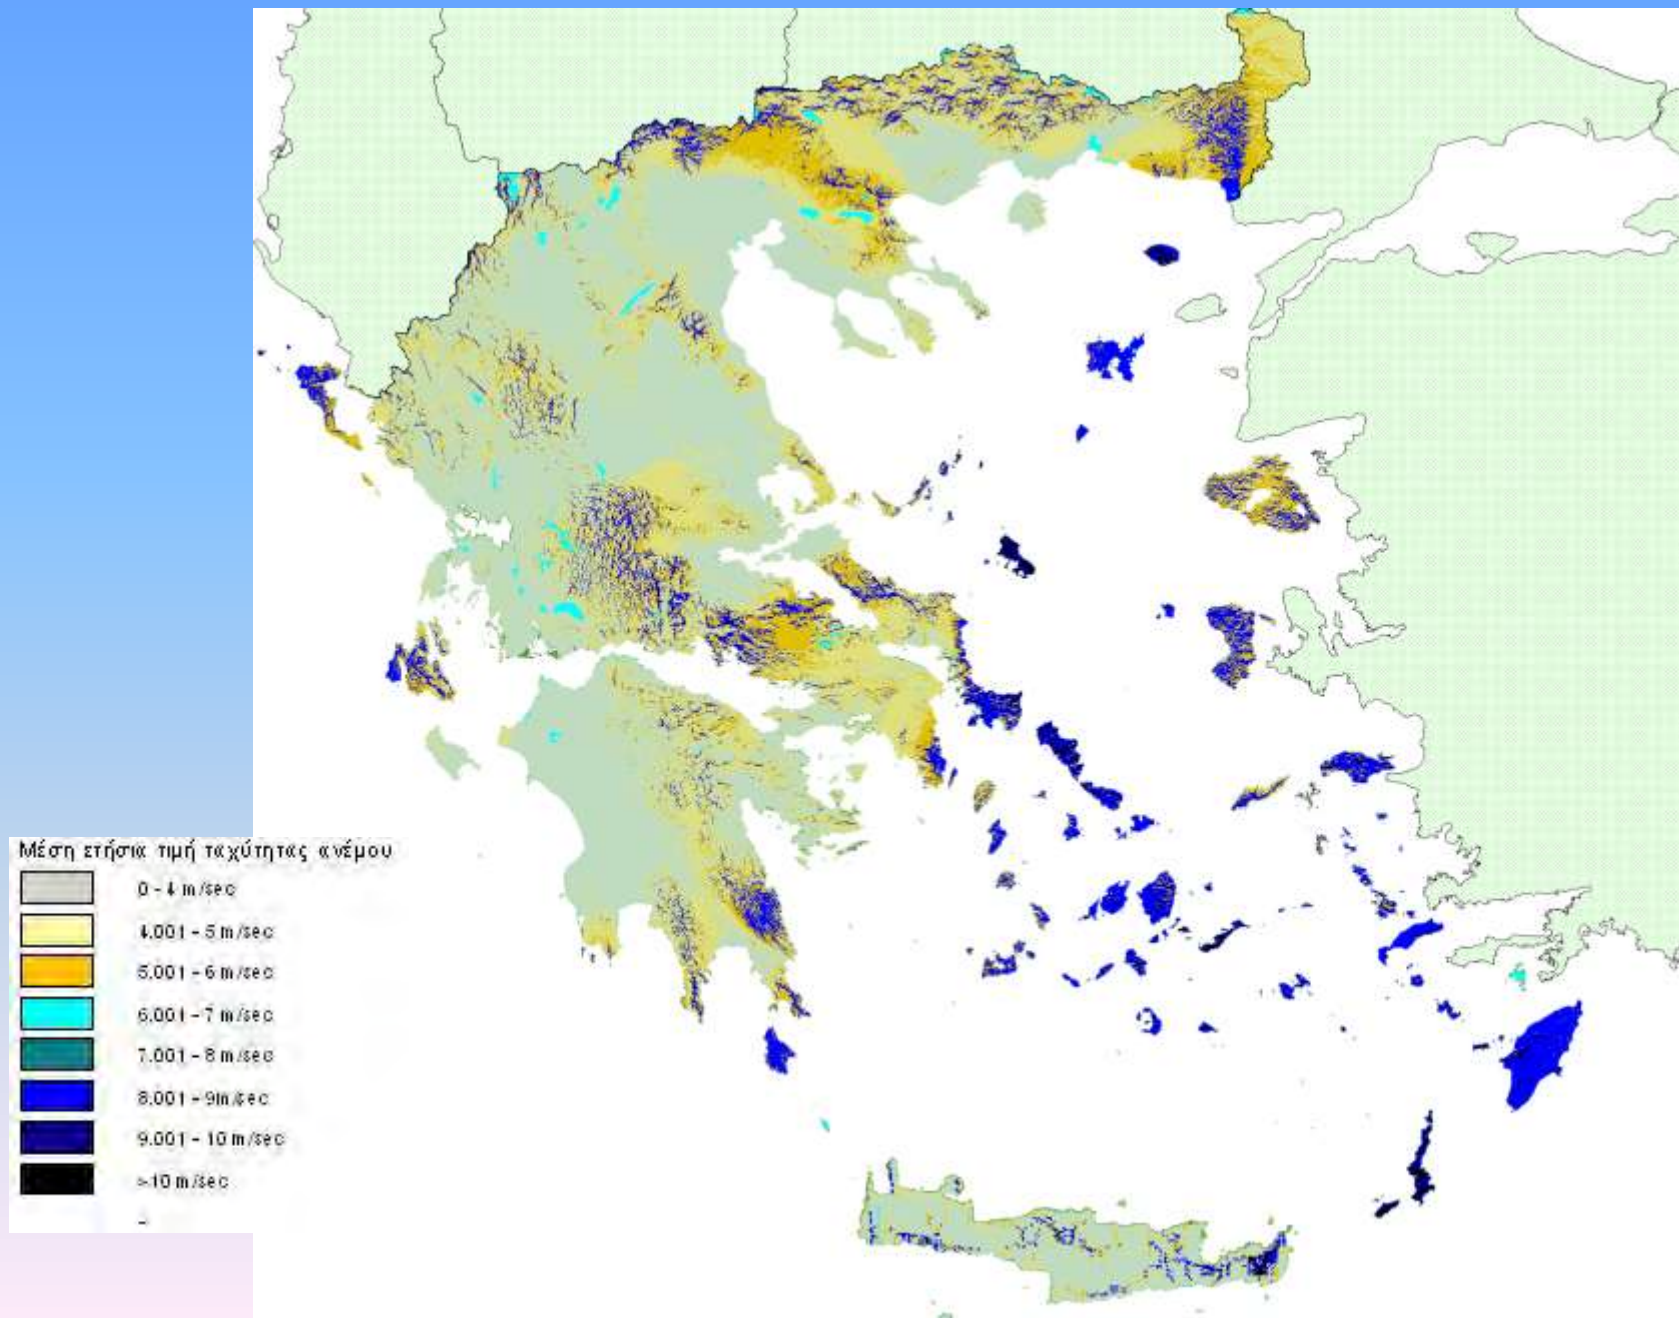 Μέση ετήσια τιμή ταχύτητας ανέμου
0 - 4 m/sec
4.001 - 5 m/sec
5.001 - 6 m/sec
6.001 - 7 m/sec
7.001 - 8 m/sec
8.001 - 9m/sec
9.001 - 10 m/sec
>10 m/sec
-